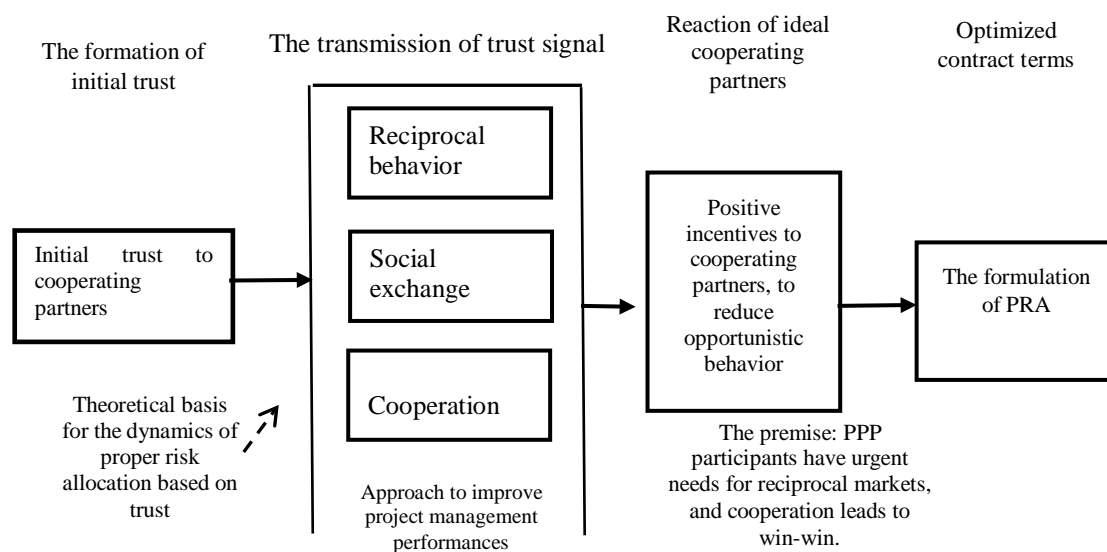 The formation of
initial trust
The transmission of trust signal
Reaction of ideal
cooperating
partners
Optimized
contract terms
Initial trust to
cooperating
partners
Reciprocal
behavior
Social
exchange
Cooperation
Positive
incentives to
cooperating
partners, to
reduce
opportunistic
behavior
The formulation
of PRA
Theoretical basis
for the dynamics of
proper risk
allocation based on
trust
Approach to improve
project management
performances
The premise: PPP
participants have urgent
needs for reciprocal markets,
and cooperation leads to
win-win.